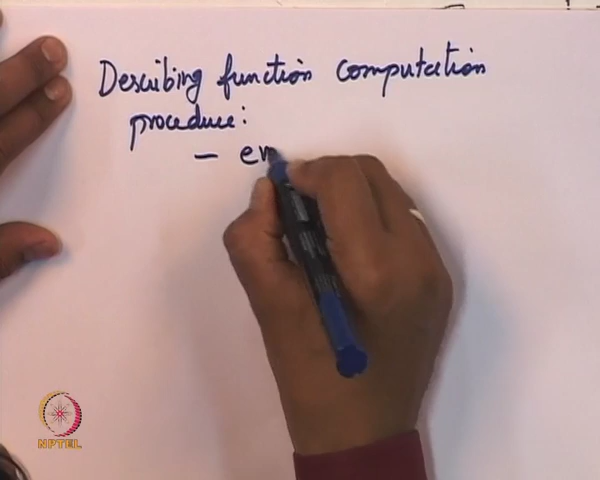 Describing function computation
procedure:
– en
NPTEL